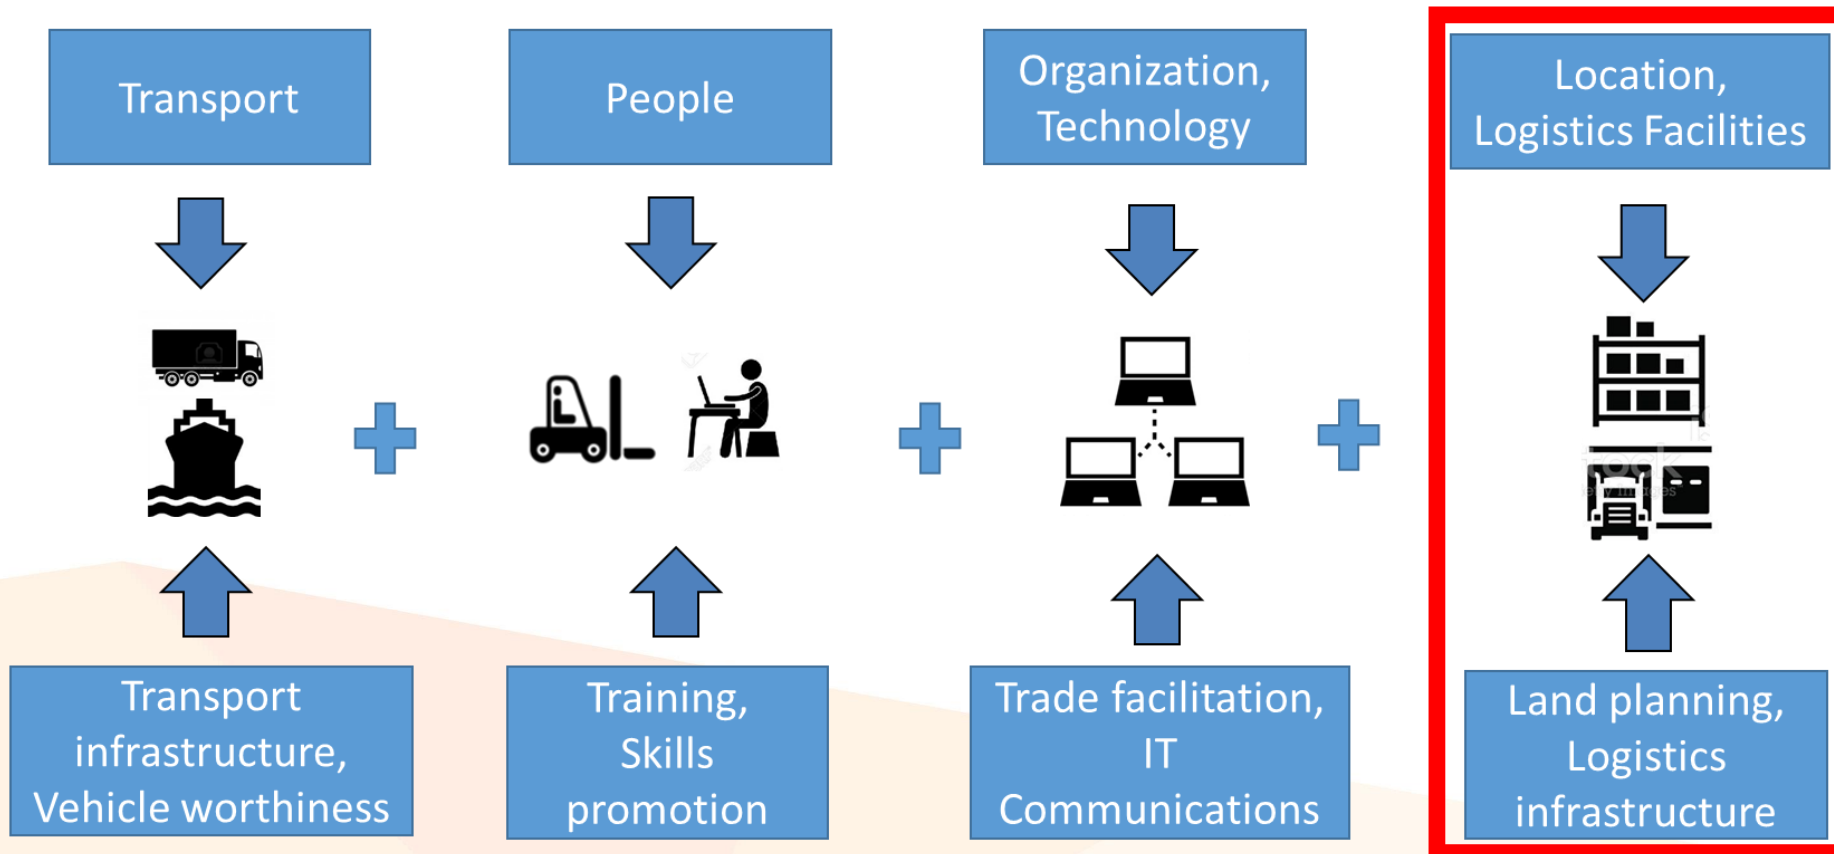 Transport
People
Organization,
Technology
Location,
Logistics Facilities
Transport
infrastructure,
Vehicle worthiness
Training,
Skills
promotion
Trade facilitation,
IT
Communications
Land planning,
Logistics
infrastructure